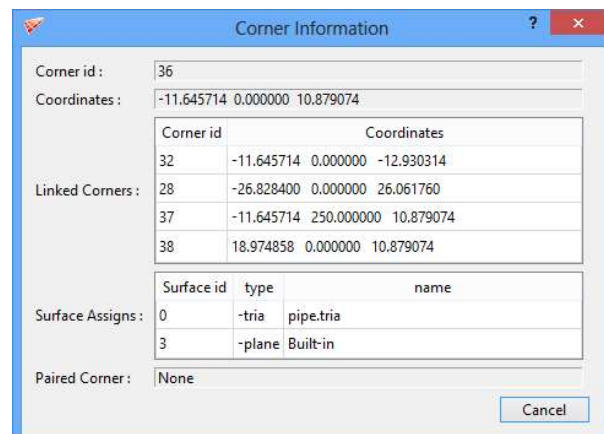 Corner Information ? ×
Corner id : 36
Coordinates : -11.645714 0.000000 10.879074
Linked Corners :
Corner id Coordinates
32 -11.645714 0.000000 -12.930314
28 -26.828400 0.000000 26.061760
37 -11.645714 250.000000 10.879074
38 18.974858 0.000000 10.879074
Surface Assigns :
Surface id type name
0 -tria pipe.tria
3 -plane Built-in
Paired Corner : None
Cancel